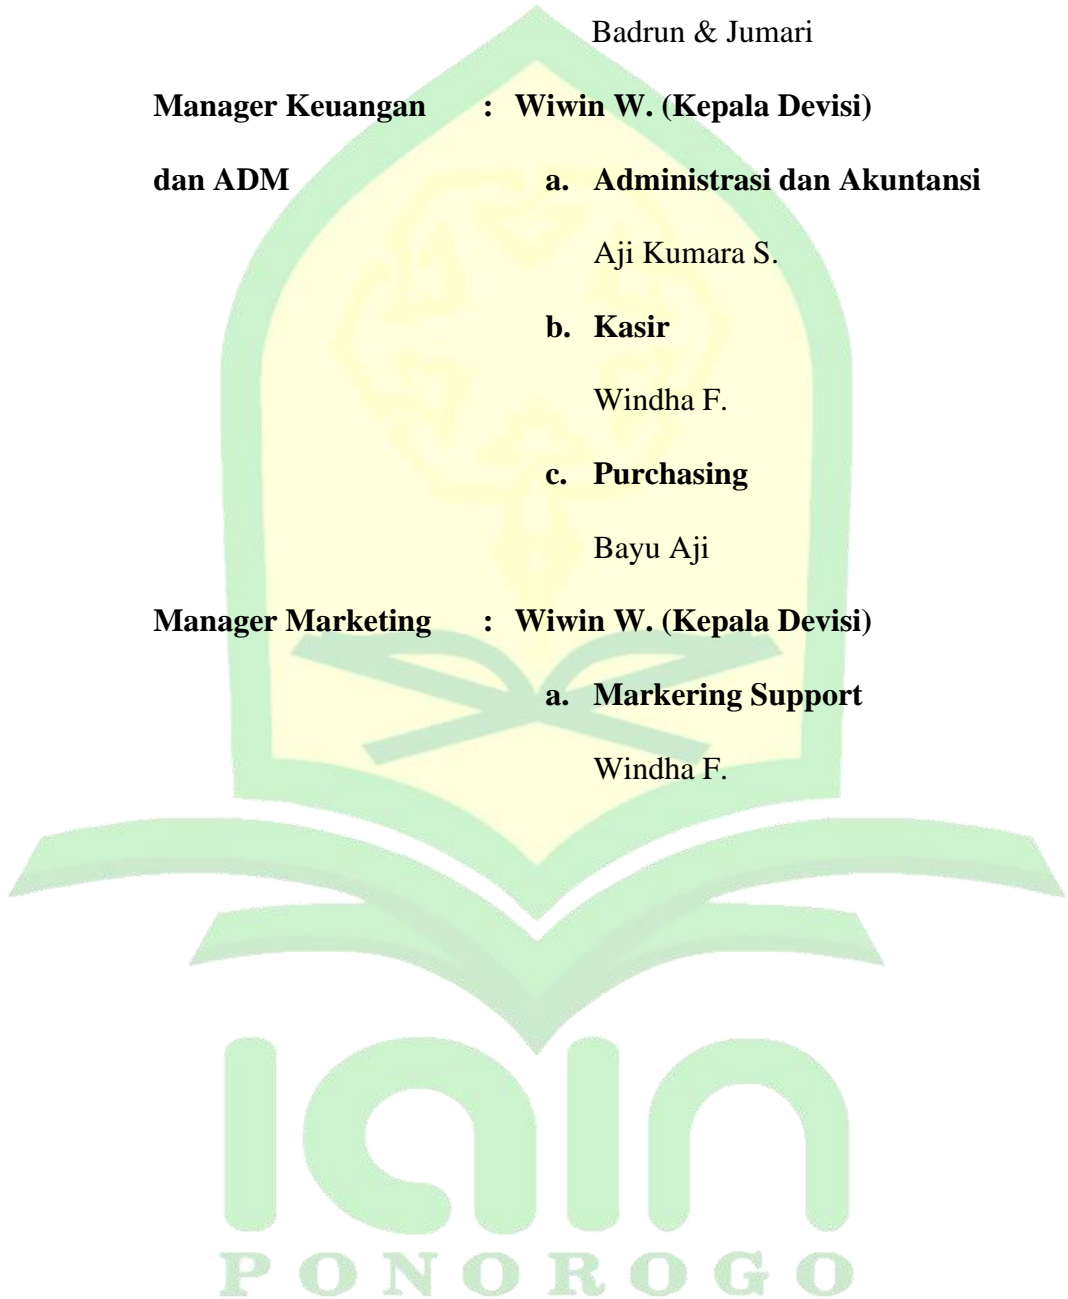 Badrun & Jumari
Manager Keuangan : Wiwin W. (Kepala Devisi)
dan ADM a. Administrasi dan Akuntansi
Aji Kumara S.
b. Kasir
Windha F.
c. Purchasing
Bayu Aji
Manager Marketing : Wiwin W. (Kepala Devisi)
a. Markering Support
Windha F.
IAIN
PONOROGO